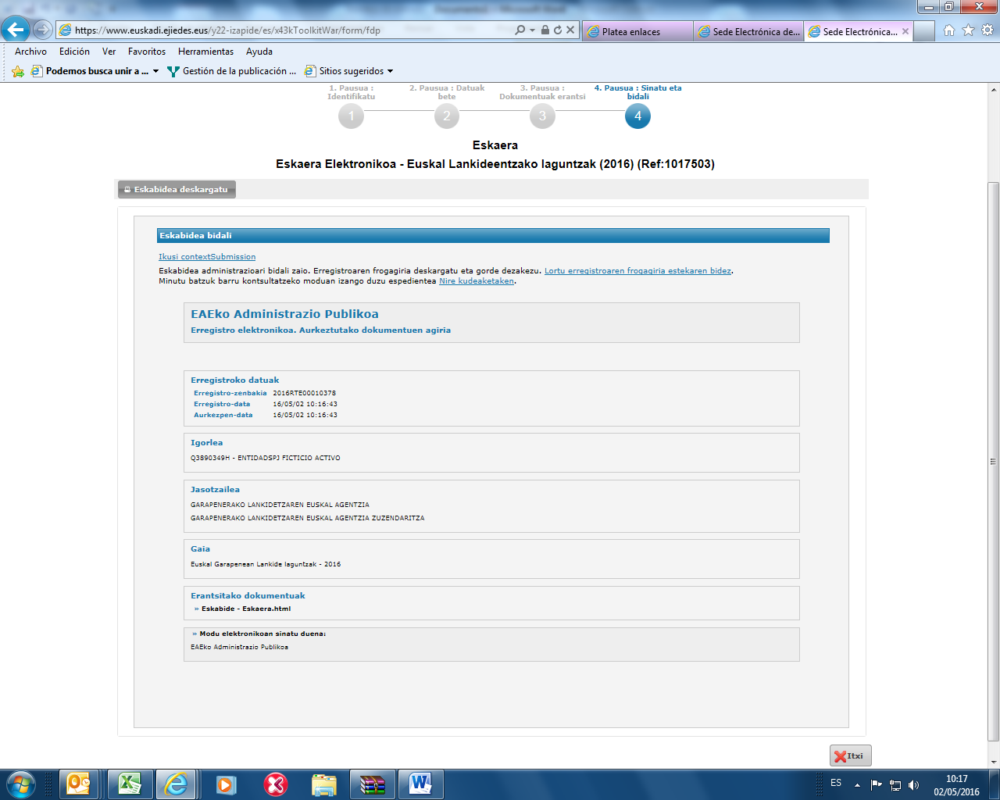 https://www.euskadi.ejiedes.eus/y22-izapide/es/x43kToolkitWar/form/fdp
Platea enlaces
Sede Electrónica de...
Sede Electrónica...
Archivo Edición Ver Favoritos Herramientas Ayuda
Podemos busca unir a ...
Gestión de la publicación ...
Sitios sugeridos
1. Pausua :
Identifikatu
2. Pausua : Datuak
bete
3. Pausua :
Dokumentuak erantsi
4. Pausua : Sinatu eta
bidali
1 2 3 4
Eskaera
Eskaera Elektronikoa - Euskal Lankideentzako laguntzak (2016) (Ref:1017503)
Eskabidea deskargatu
Eskabidea bidali
Ikusi contextSubmission
Eskabidea administrazioari bidali zaio. Erregistroaren frogagiria deskargatu eta gorde dezakezu. Lortu erregistroaren frogagiria estekaren bidez.
Minutu batzuk barru kontsultatzeko moduan izango duzu espedientea Nire kudeaketaken.
EAEko Administrazio Publikoa
Erregistro elektronikoa. Aurkeztutako dokumentuen agiria
Erregistroko datuak
Erregistro-zenbakia 2016RTE00010378
Erregistro-data 16/05/02 10:16:43
Aurkezpen-data 16/05/02 10:16:43
Igorlea
Q3890349H - ENTIDADSPJ FICTICIO ACTIVO
Jasotzailea
GARAPENERAKO LANKIDETZAREN EUSKAL AGENTZIA
GARAPENERAKO LANKIDETZAREN EUSKAL AGENTZIA ZUZENDARITZA
Gaia
Euskal Garapenean Lankide laguntzak - 2016
Erantsitako dokumentuak
» Eskabide - Eskaera.html
» Modu elektronikoan sinatu duena:
EAEko Administrazio Publikoa
Itxi
ES
10:17
02/05/2016